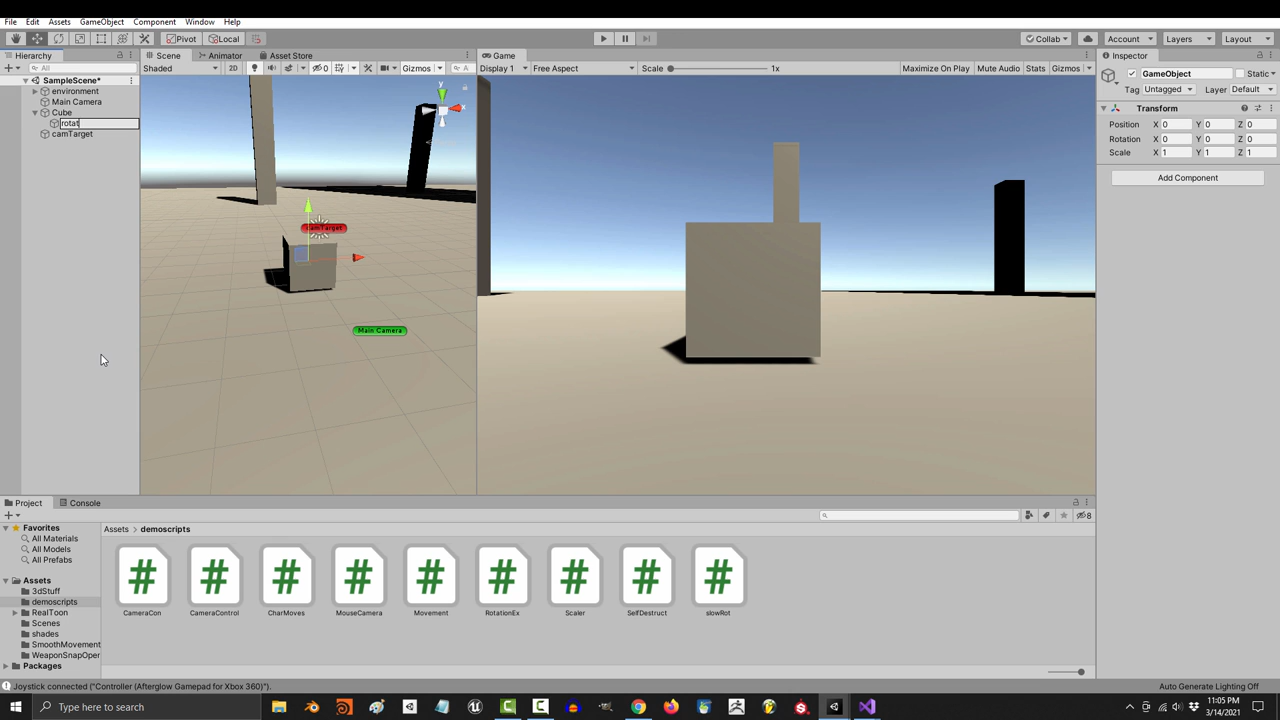 File Edit Assets GameObject Component Window Help
Pivot Local Collab Account Layers Layout
Hierarchy Scene Animator Asset Store Game Inspector
All Shaded 2D 0 Gizmos A Display 1 Free Aspect Scale 1x Maximize On Play Mute Audio Stats Gizmos GameObject Static
SampleScene*
Tag Untagged Layer Default
environment
Main Camera
Transform
Cube
rotat
Position X 0 Y 0 Z 0
camTarget
Rotation X 0 Y 0 Z 0
Scale X 1 Y 1 Z 1
Add Component
y
x
camTarget
Main Camera
Project Console
8
Favorites
All Materials
All Models
All Prefabs
Assets
3dStuff
demoscripts
RealToon
Scenes
shades
SmoothMovement
WeaponSnapOper
Packages
Assets > demoscripts
# # # # # # # # #
CameraCon CameraControl CharMoves MouseCamera Movement RotationEx Scaler SelfDestruct slowRot
Joystick connected ("Controller (Afterglow Gamepad for Xbox 360)"). Auto Generate Lighting Off
Type here to search
11:05 PM
3/14/2021